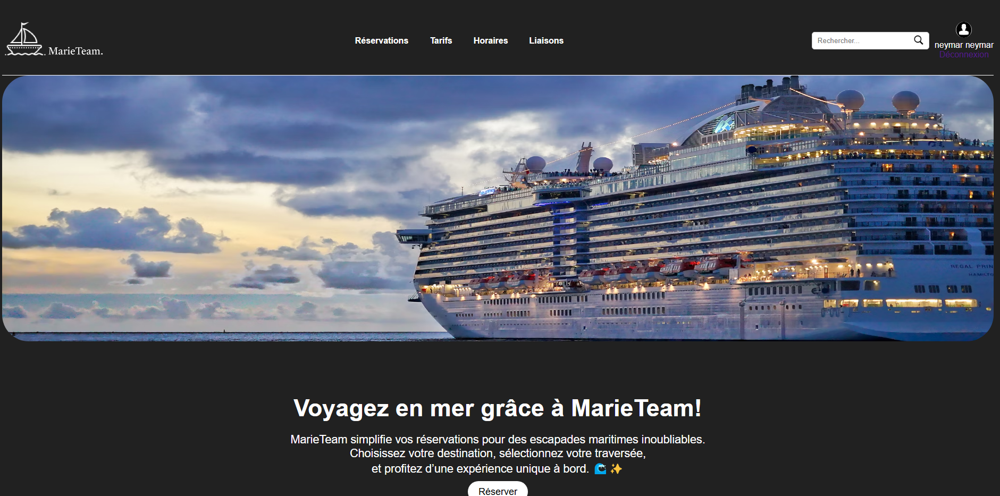 MarieTeam.
Réservations
Tarifs
Horaires
Liaisons
Rechercher...
neymar neymar
Déconnexion
REGAL PRIN
HAMILTO
Voyagez en mer grâce à MarieTeam!
MarieTeam simplifie vos réservations pour des escapades maritimes inoubliables.
Choisissez votre destination, sélectionnez votre traversée,
et profitez d’une expérience unique à bord. 🌊 ✨
Réserver